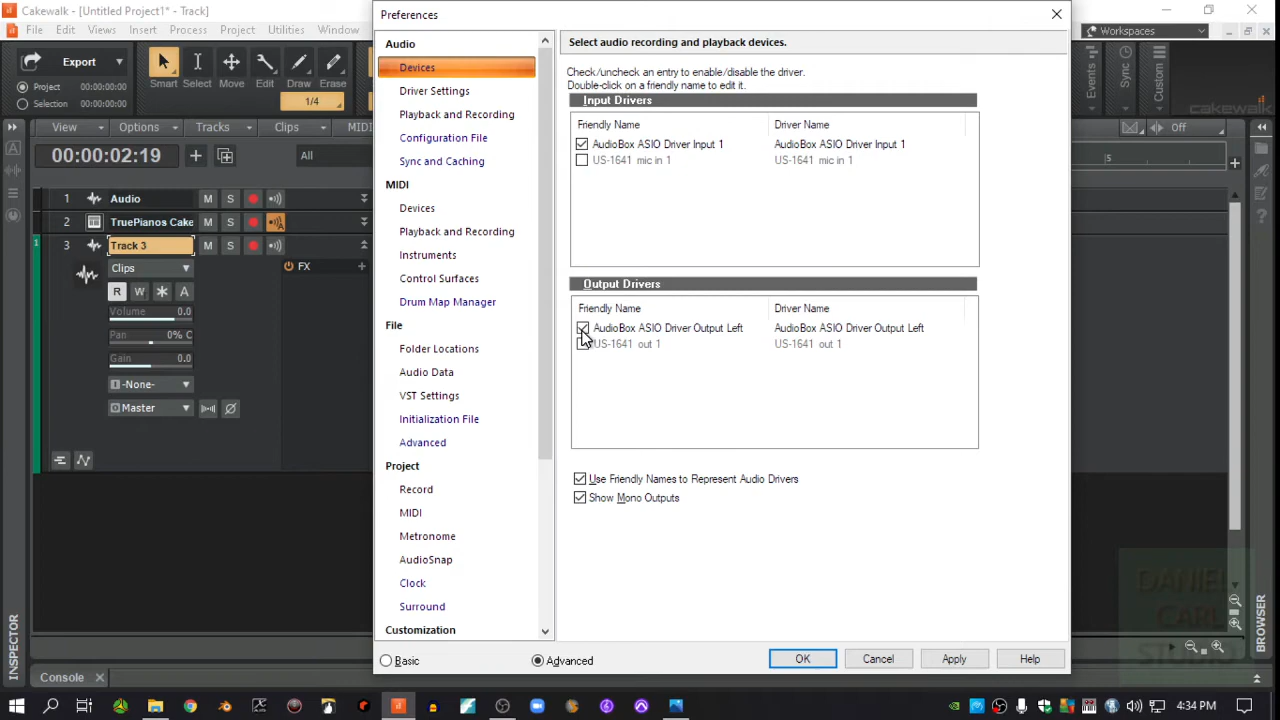 Cakewalk - [Untitled Project1* - Track]
File Edit Views Insert Process Project Utilities Window
Workspaces
Export
Project 00:00:00:00
Selection 00:00:00:00
Smart Select Move Edit Draw Erase
1/4
Events
Sync
Custom
cakewalk
View Options Tracks Clips MIDI
Off
00:00:02:19
All
1 Audio M S
2 TruePianos Cake M S
3 Track 3 M S
1
Clips
FX
R W A
Volume 0.0
Pan 0% C
Gain 0.0
-None-
Master
INSPECTOR
BROWSER
Console
Preferences
Audio
Devices
Driver Settings
Playback and Recording
Configuration File
Sync and Caching
MIDI
Devices
Playback and Recording
Instruments
Control Surfaces
Drum Map Manager
File
Folder Locations
Audio Data
VST Settings
Initialization File
Advanced
Project
Record
MIDI
Metronome
AudioSnap
Clock
Surround
Customization
Basic
Advanced
Select audio recording and playback devices.
Check/uncheck an entry to enable/disable the driver.
Double-click on a friendly name to edit it.
Input Drivers
Friendly Name Driver Name
AudioBox ASIO Driver Input 1 AudioBox ASIO Driver Input 1
US-1641 mic in 1 US-1641 mic in 1
Output Drivers
Friendly Name Driver Name
AudioBox ASIO Driver Output Left AudioBox ASIO Driver Output Left
US-1641 out 1 US-1641 out 1
Use Friendly Names to Represent Audio Drivers
Show Mono Outputs
OK Cancel Apply Help
DANIEL
CARL
STUDIO
4:34 PM